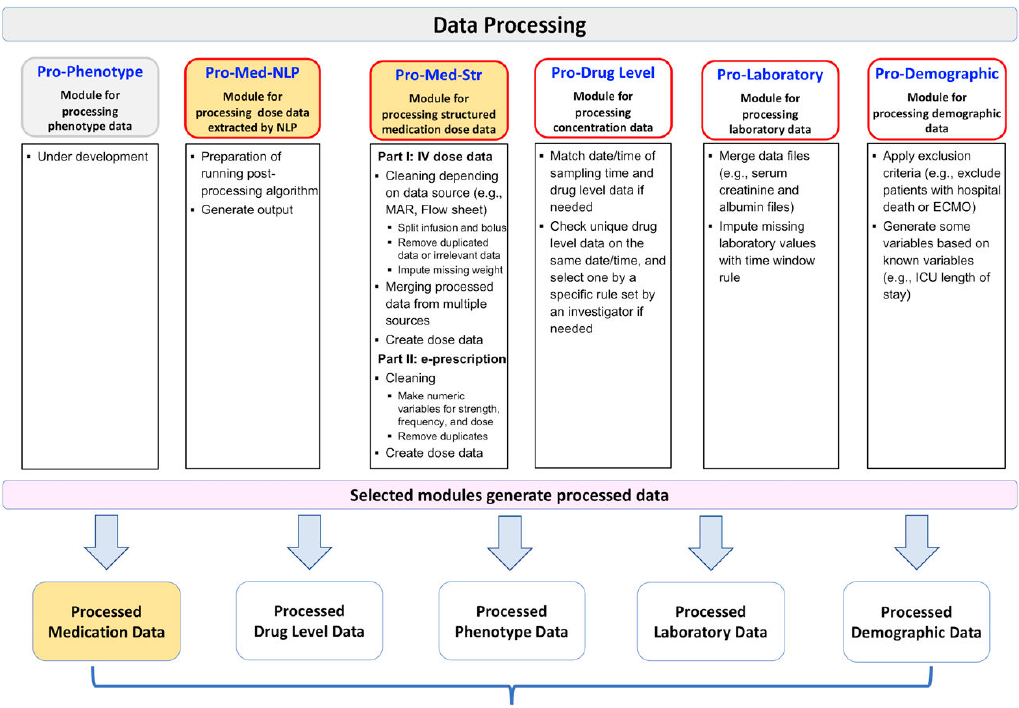 Data Processing
Pro-Phenotype
Module for
processing
phenotype data
▪ Under development
Pro-Med-NLP
Module for
processing dose data
extracted by NLP
▪ Preparation of
running post-
processing algorithm
▪ Generate output
Pro-Med-Str
Module for
processing structured
medication dose data
Part I: IV dose data
▪ Cleaning depending
on data source (e.g.,
MAR, Flow sheet)
▪ Split infusion and bolus
▪ Remove duplicated
data or irrelevant data
▪ Impute missing weight
▪ Merging processed
data from multiple
sources
▪ Create dose data
Part II: e-prescription
▪ Cleaning
▪ Make numeric
variables for strength,
frequency, and dose
▪ Remove duplicates
▪ Create dose data
Pro-Drug Level
Module for
processing
concentration data
▪ Match date/time of
sampling time and
drug level data if
needed
▪ Check unique drug
level data on the
same date/time, and
select one by a
specific rule set by
an investigator if
needed
Pro-Laboratory
Module for
processing
laboratory data
▪ Merge data files
(e.g., serum
creatinine and
albumin files)
▪ Impute missing
laboratory values
with time window
rule
Pro-Demographic
Module for
processing demographic
data
▪ Apply exclusion
criteria (e.g., exclude
patients with hospital
death or ECMO)
▪ Generate some
variables based on
known variables
(e.g., ICU length of
stay)
Selected modules generate processed data
Processed
Medication Data
Processed
Drug Level Data
Processed
Phenotype Data
Processed
Laboratory Data
Processed
Demographic Data